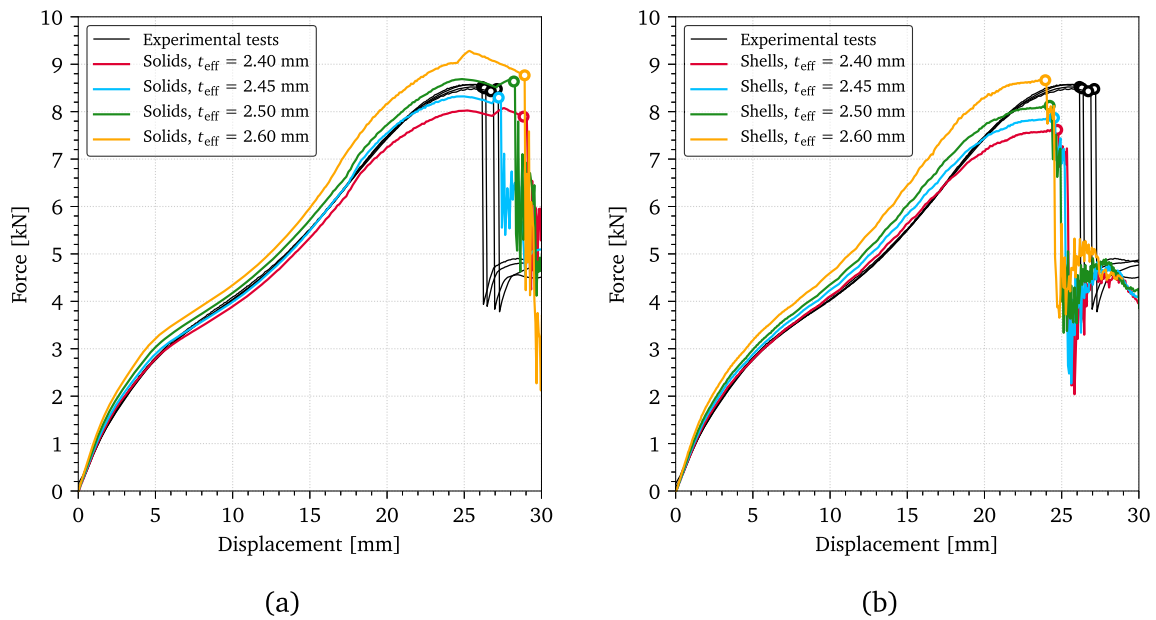 10
9
8
7
6
5
4
3
2
1
0
Force [kN]
Experimental tests
Solids, t_eff = 2.40 mm
Solids, t_eff = 2.45 mm
Solids, t_eff = 2.50 mm
Solids, t_eff = 2.60 mm
0 5 10 15 20 25 30
Displacement [mm]
(a)
10
9
8
7
6
5
4
3
2
1
0
Force [kN]
Experimental tests
Shells, t_eff = 2.40 mm
Shells, t_eff = 2.45 mm
Shells, t_eff = 2.50 mm
Shells, t_eff = 2.60 mm
0 5 10 15 20 25 30
Displacement [mm]
(b)